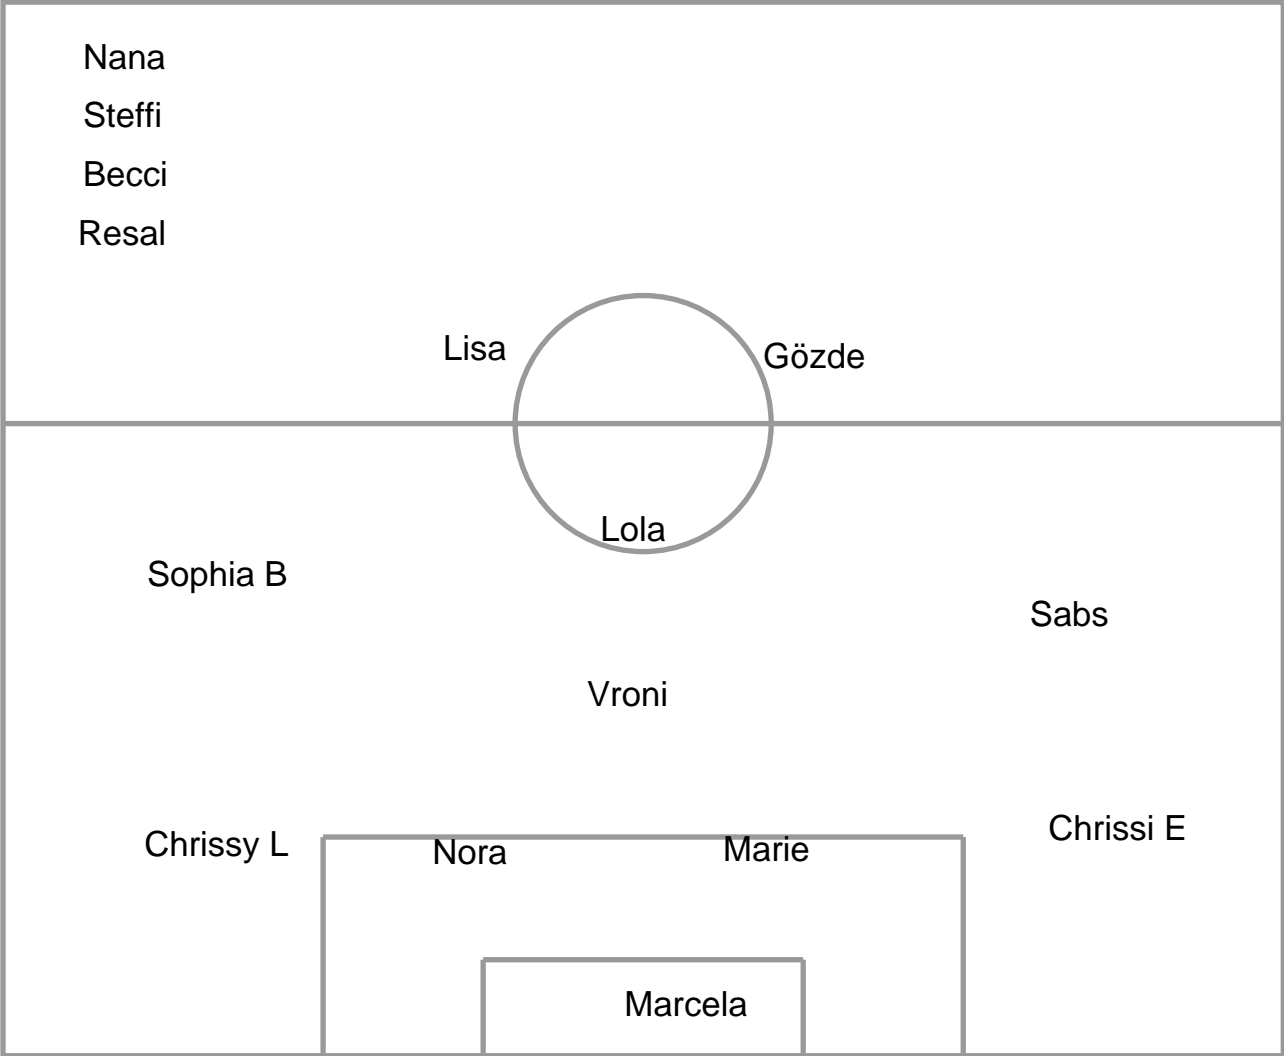 Nana
Steffi
Becci
Resal
Lisa
Gözde
Lola
Sophia B
Sabs
Vroni
Chrissy L
Nora
Marie
Chrissi E
Marcela